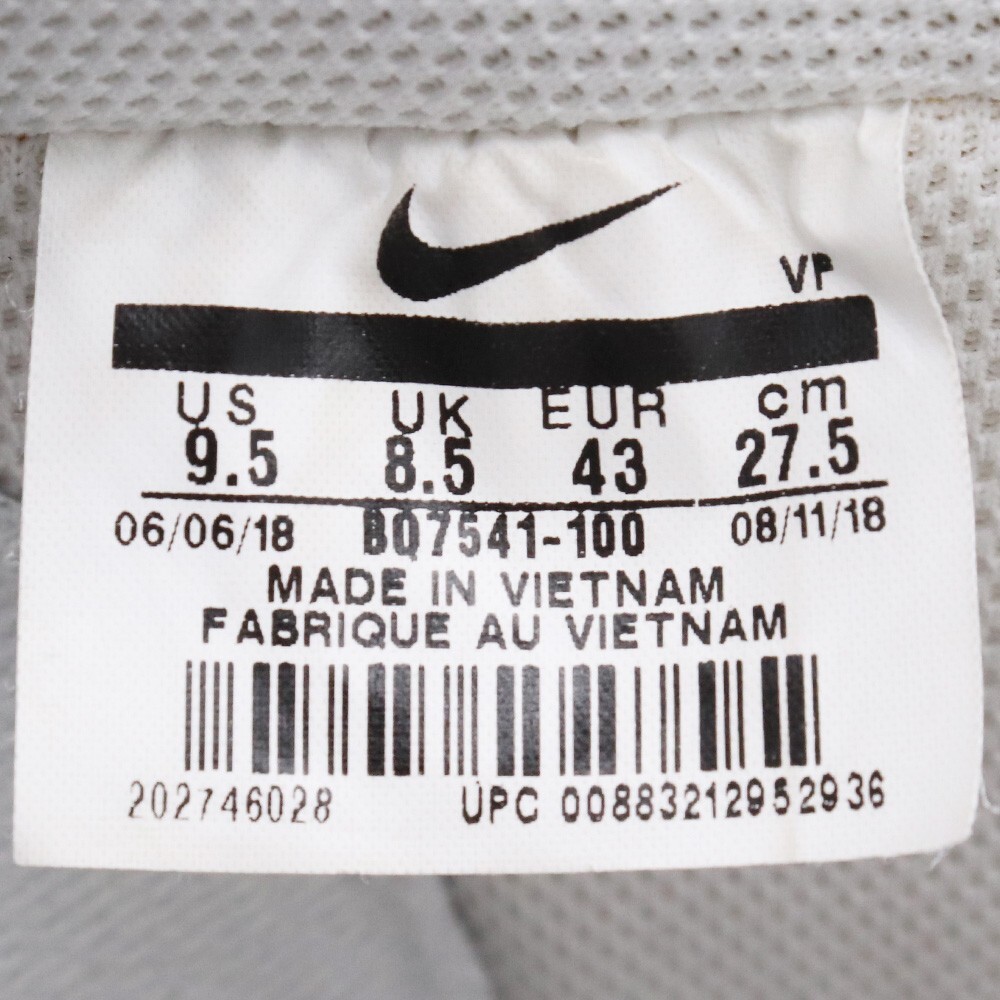 VP
US UK EUR cm
9.5 8.5 43 27.5
06/06/18 BQ7541-100 08/11/18
MADE IN VIETNAM
FABRIQUE AU VIETNAM
202746028 UPC 00883212952936